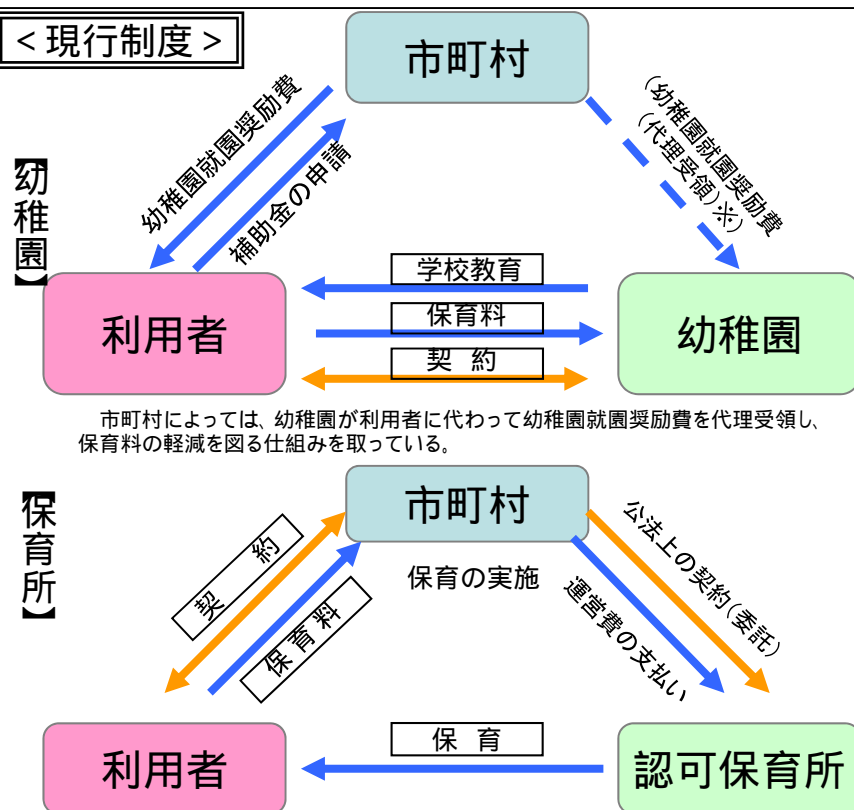 <現行制度>
市町村
幼稚園就園奨励費
補助金の申請
(幼稚園就園奨励費
(代理受領)※)
【幼稚園】
学校教育
保育料
契 約
利用者
幼稚園
市町村によっては、幼稚園が利用者に代わって幼稚園就園奨励費を代理受領し、
保育料の軽減を図る仕組みを取っている。
【保育所】
市町村
契 約
保育料
保育の実施
公法上の契約(委託)
運営費の支払い
保 育
利用者
認可保育所